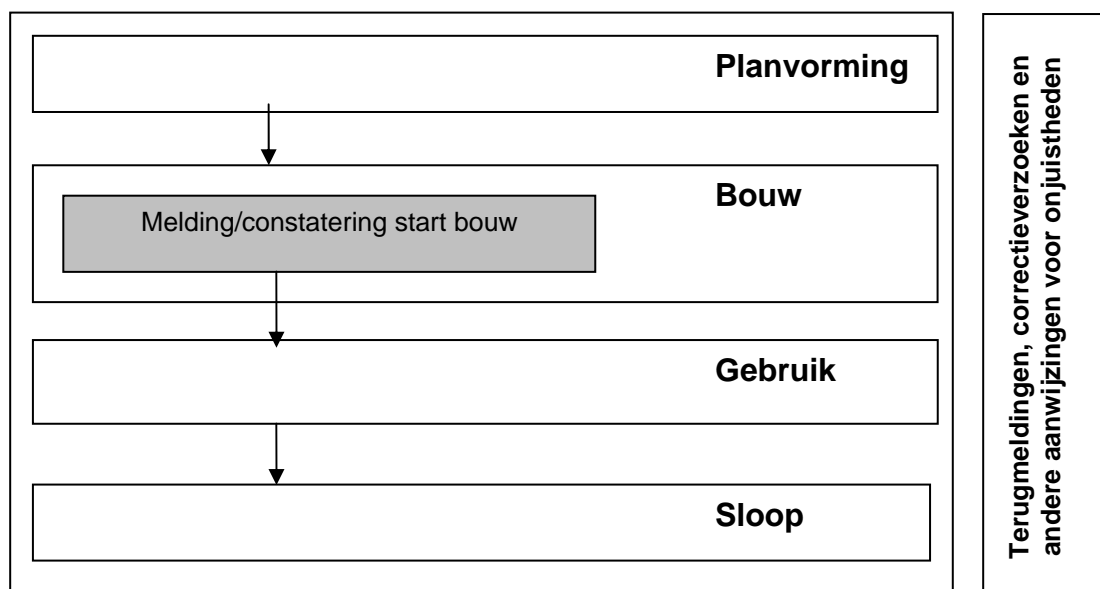 Planvorming
Bouw
Melding/constatering start bouw
Gebruik
Sloop
Terugmeldingen, correctieverzoeken en
andere aanwijzingen voor onjuistheden